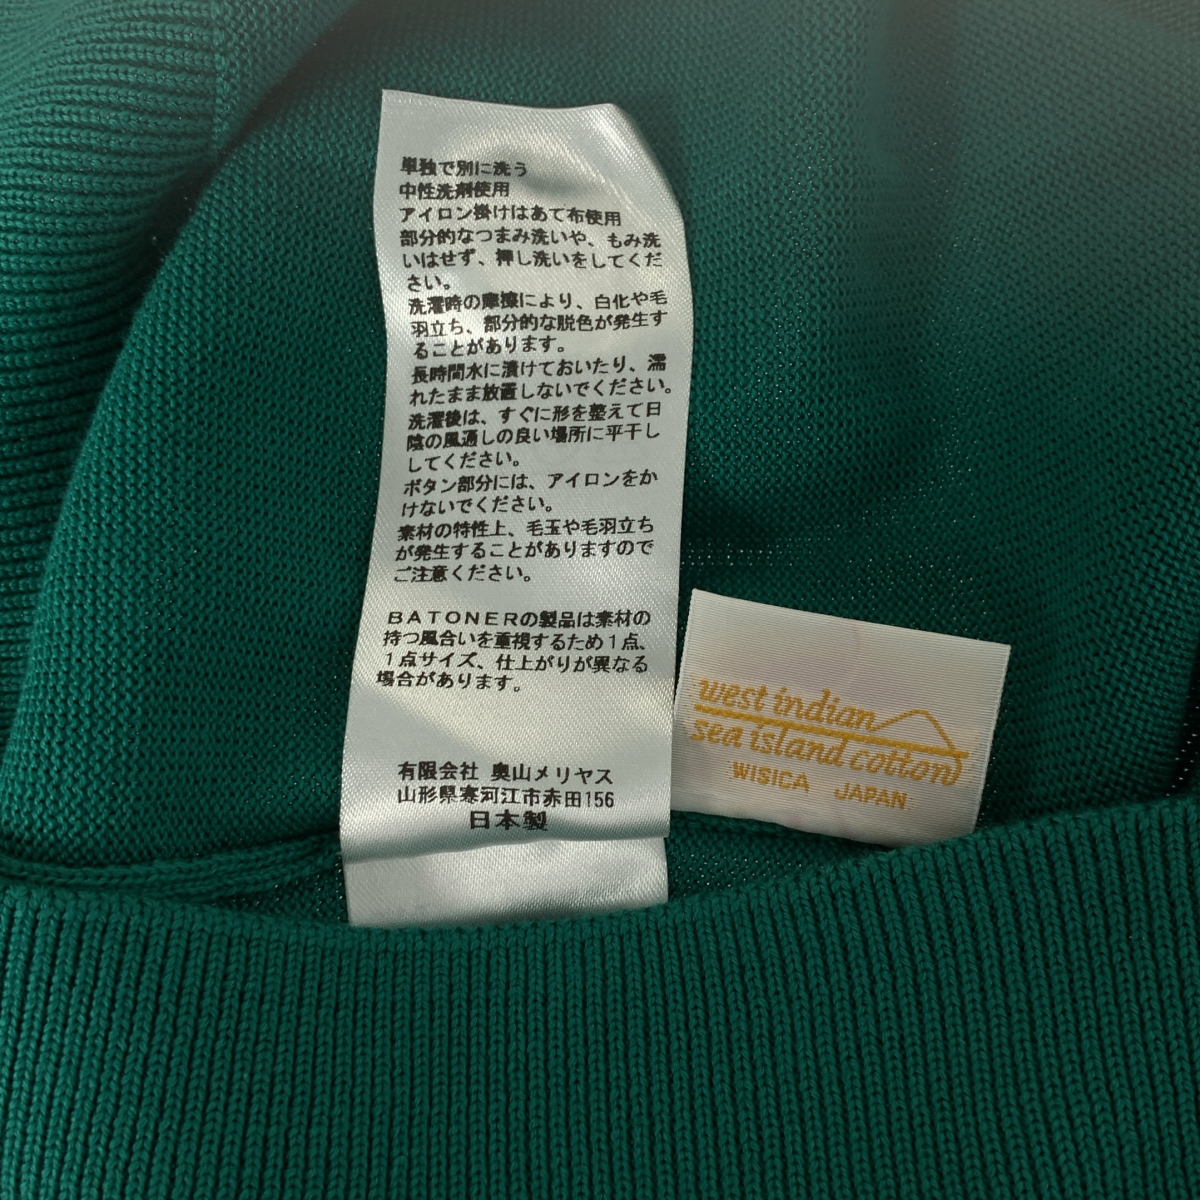 単独で別に洗う
中性洗剤使用
アイロン掛けはあて布使用
部分的なつまみ洗いや、もみ洗
いはせず、押し洗いをしてくだ
さい。
洗濯時の摩擦により、白化や毛
羽立ち、部分的な脱色が発生す
ることがあります。
長時間水に漬けておいたり、濡
れたまま放置しないでください。
洗濯後は、すぐに形を整えて日
陰の風通しの良い場所に平干し
してください。
ボタン部分には、アイロンをか
けないでください。
素材の特性上、毛玉や毛羽立ち
が発生することがありますので
ご注意ください。
ＢＡＴＯＮＥＲの製品は素材の
持つ風合いを重視するため１点、
１点サイズ、仕上がりが異なる
場合があります。
有限会社 奥山メリヤス
山形県寒河江市赤田156
日本製
west indian
sea island cotton
WISICA JAPAN